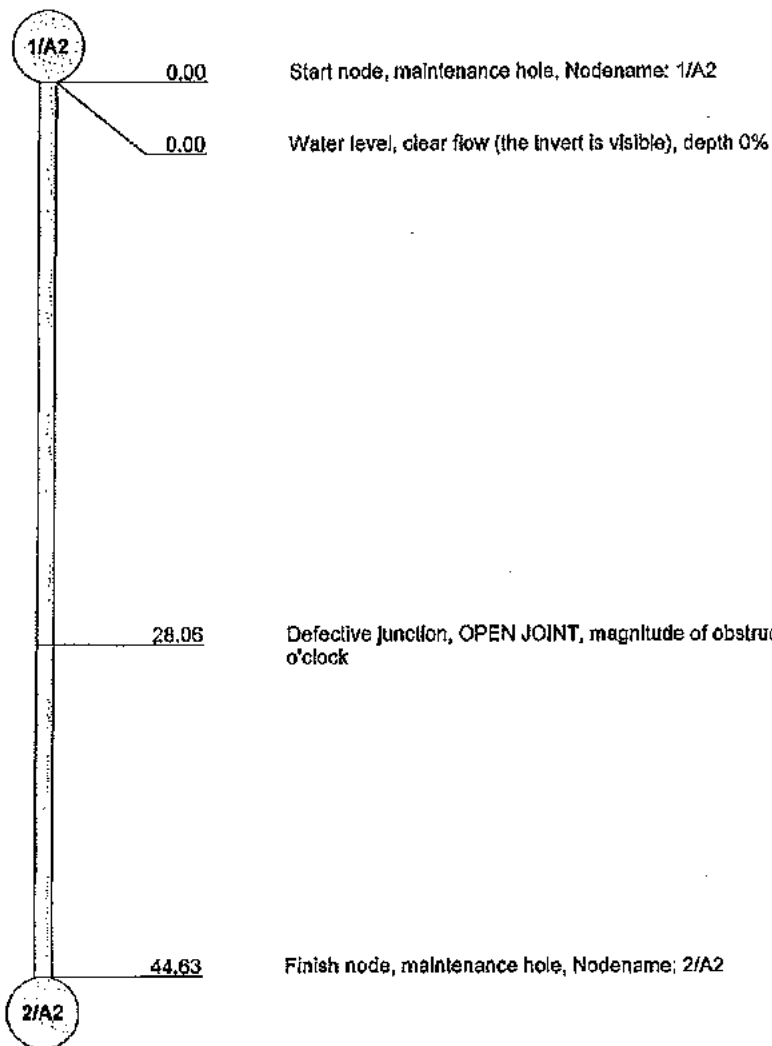 1/A2
0.00 Start node, maintenance hole, Nodename: 1/A2
0.00 Water level, clear flow (the invert is visible), depth 0%
28.06 Defective junction, OPEN JOINT, magnitude of obstruc
o'clock
44.63 Finish node, maintenance hole, Nodename: 2/A2
2/A2